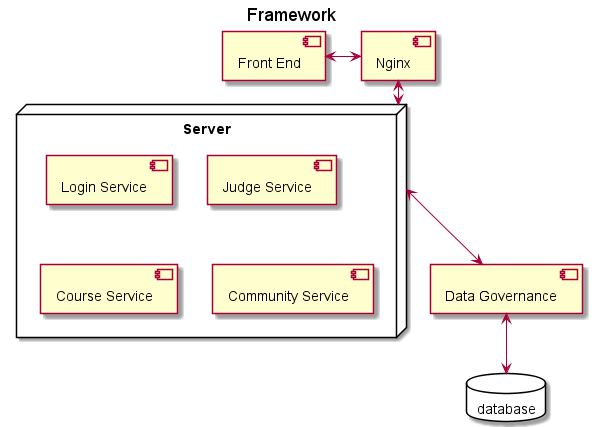 Framework
Front End
Nginx
Server
Login Service
Judge Service
Course Service
Community Service
Data Governance
database